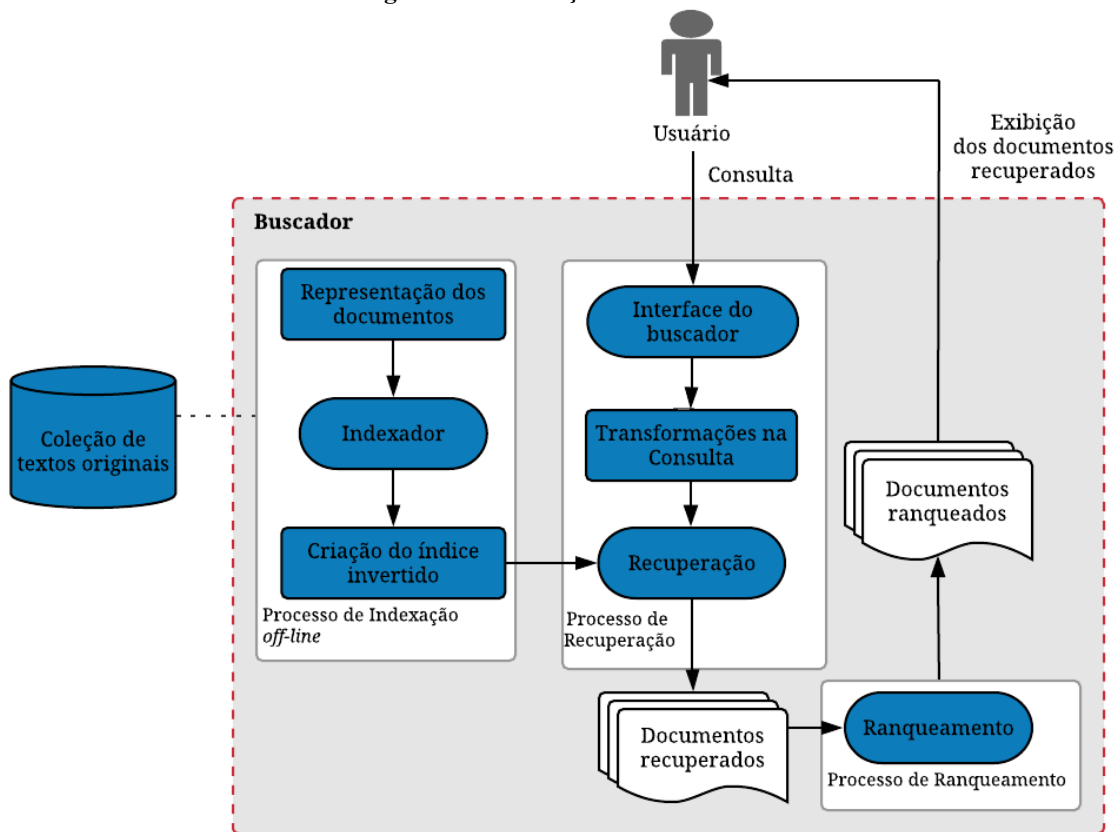 Usuário
Consulta
Exibição
dos documentos
recuperados
Buscador
Representação dos
documentos
Indexador
Criação do índice
invertido
Processo de Indexação
off-line
Coleção de
textos originais
Interface do
buscador
Transformações na
Consulta
Recuperação
Processo de
Recuperação
Documentos
recuperados
Ranqueamento
Processo de Ranqueamento
Documentos
ranqueados